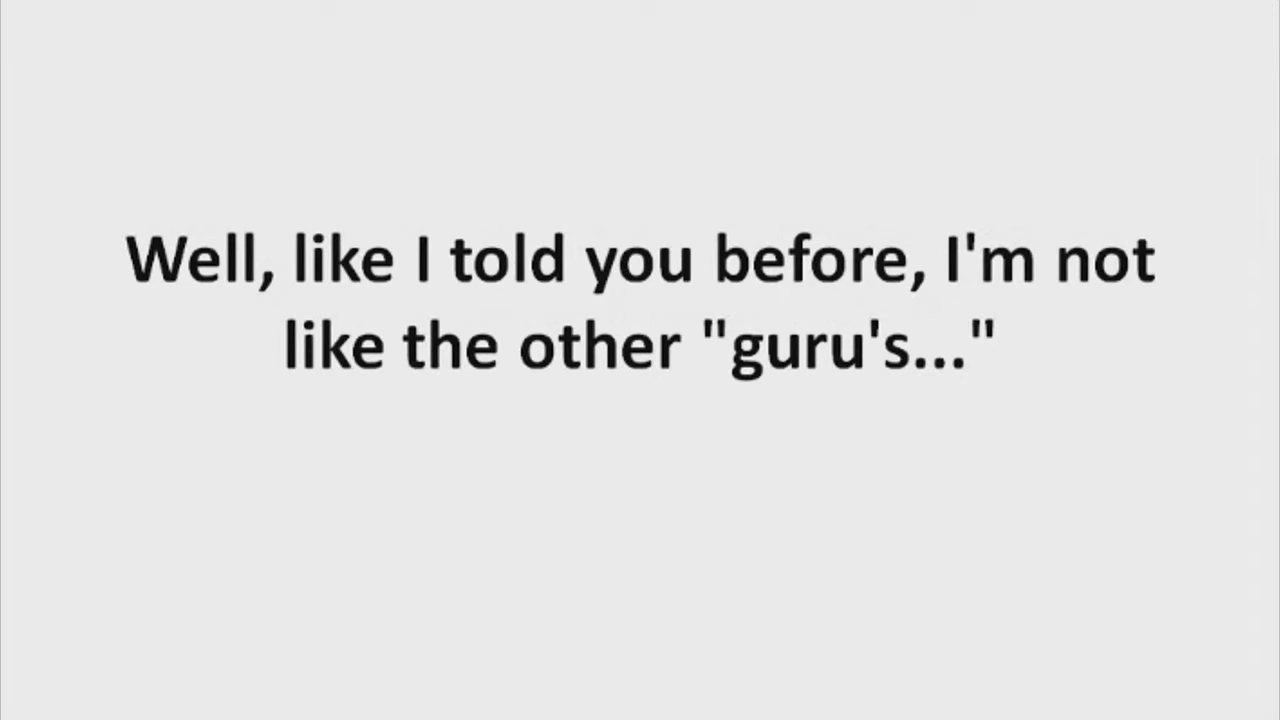 Well, like I told you before, I'm not
like the other "guru's..."